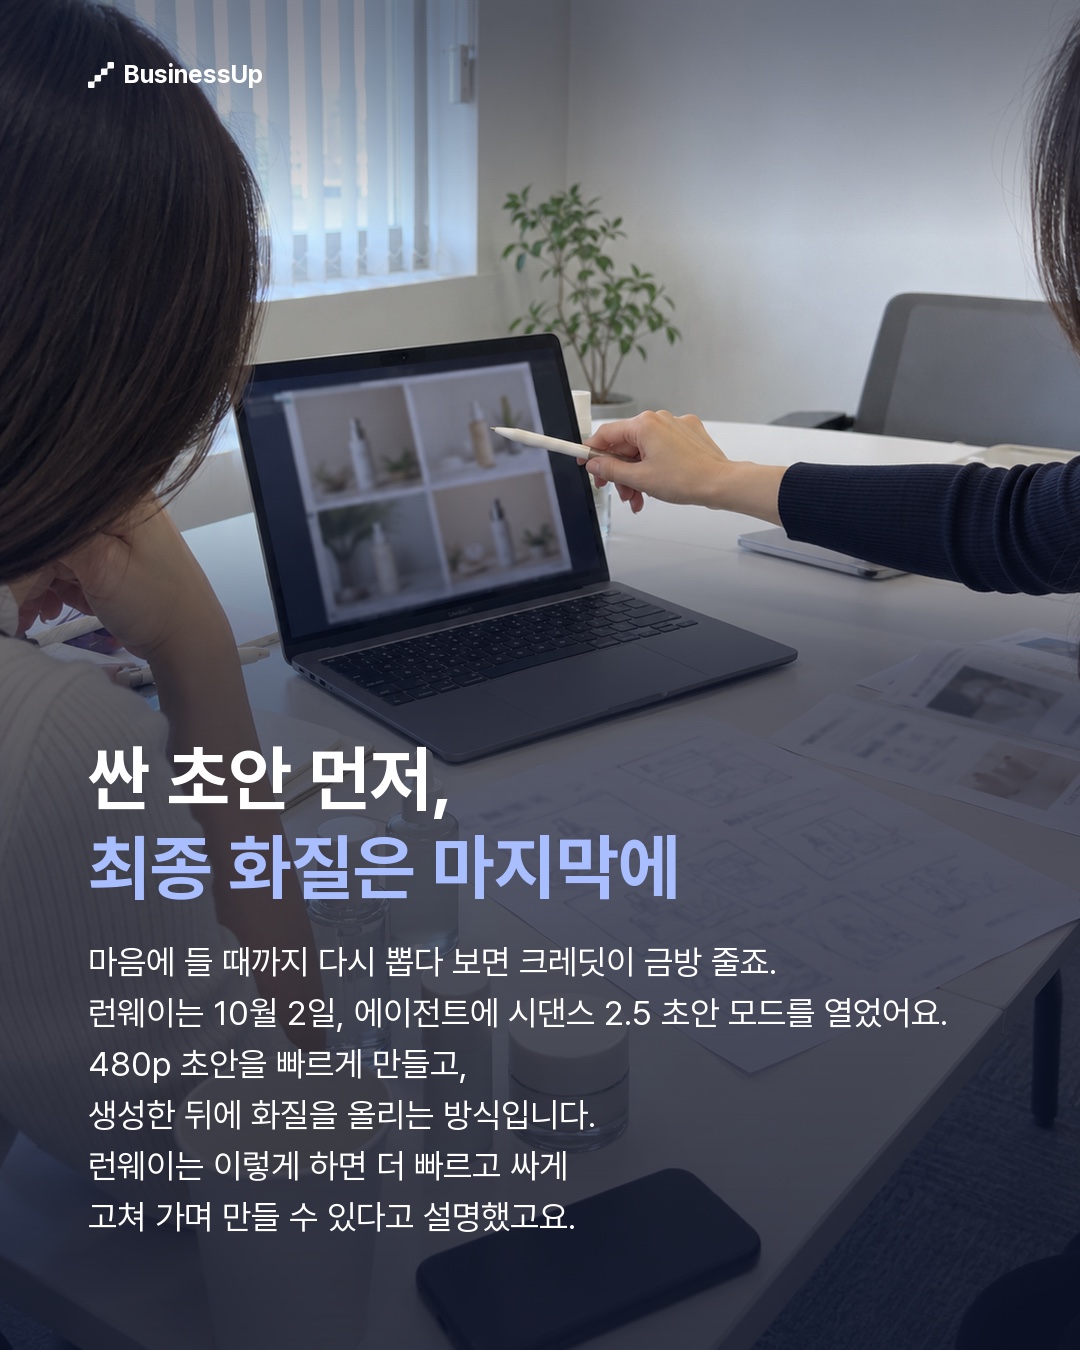 BusinessUp
싼 초안 먼저,
최종 화질은 마지막에
마음에 들 때까지 다시 뽑다 보면 크레딧이 금방 줄죠.
런웨이는 10월 2일, 에이전트에 시댄스 2.5 초안 모드를 열었어요.
480p 초안을 빠르게 만들고,
생성한 뒤에 화질을 올리는 방식입니다.
런웨이는 이렇게 하면 더 빠르고 싸게
고쳐 가며 만들 수 있다고 설명했고요.